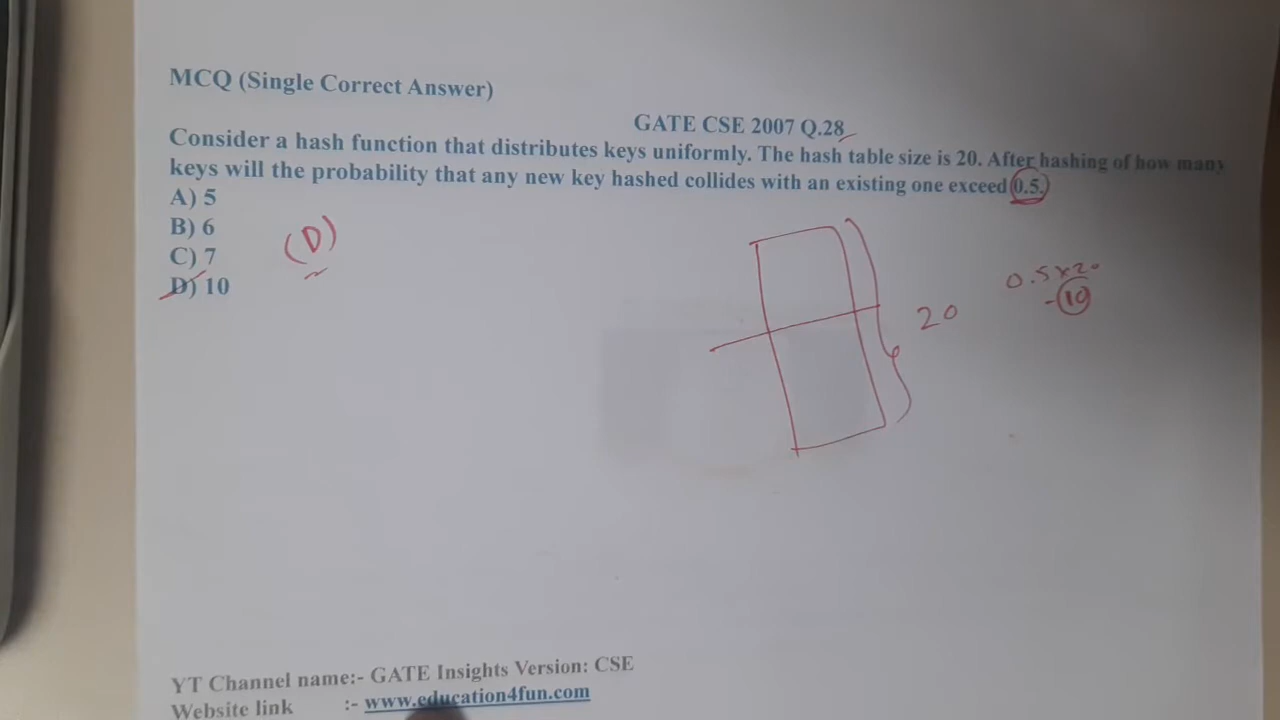 MCQ (Single Correct Answer)
GATE CSE 2007 Q.28
Consider a hash function that distributes keys uniformly. The hash table size is 20. After hashing of how many
keys will the probability that any new key hashed collides with an existing one exceed 0.5.
A) 5
B) 6
C) 7
D) 10
(D)
20
0.5x20
-10
YT Channel name:- GATE Insights Version: CSE
Website link :- www.education4fun.com